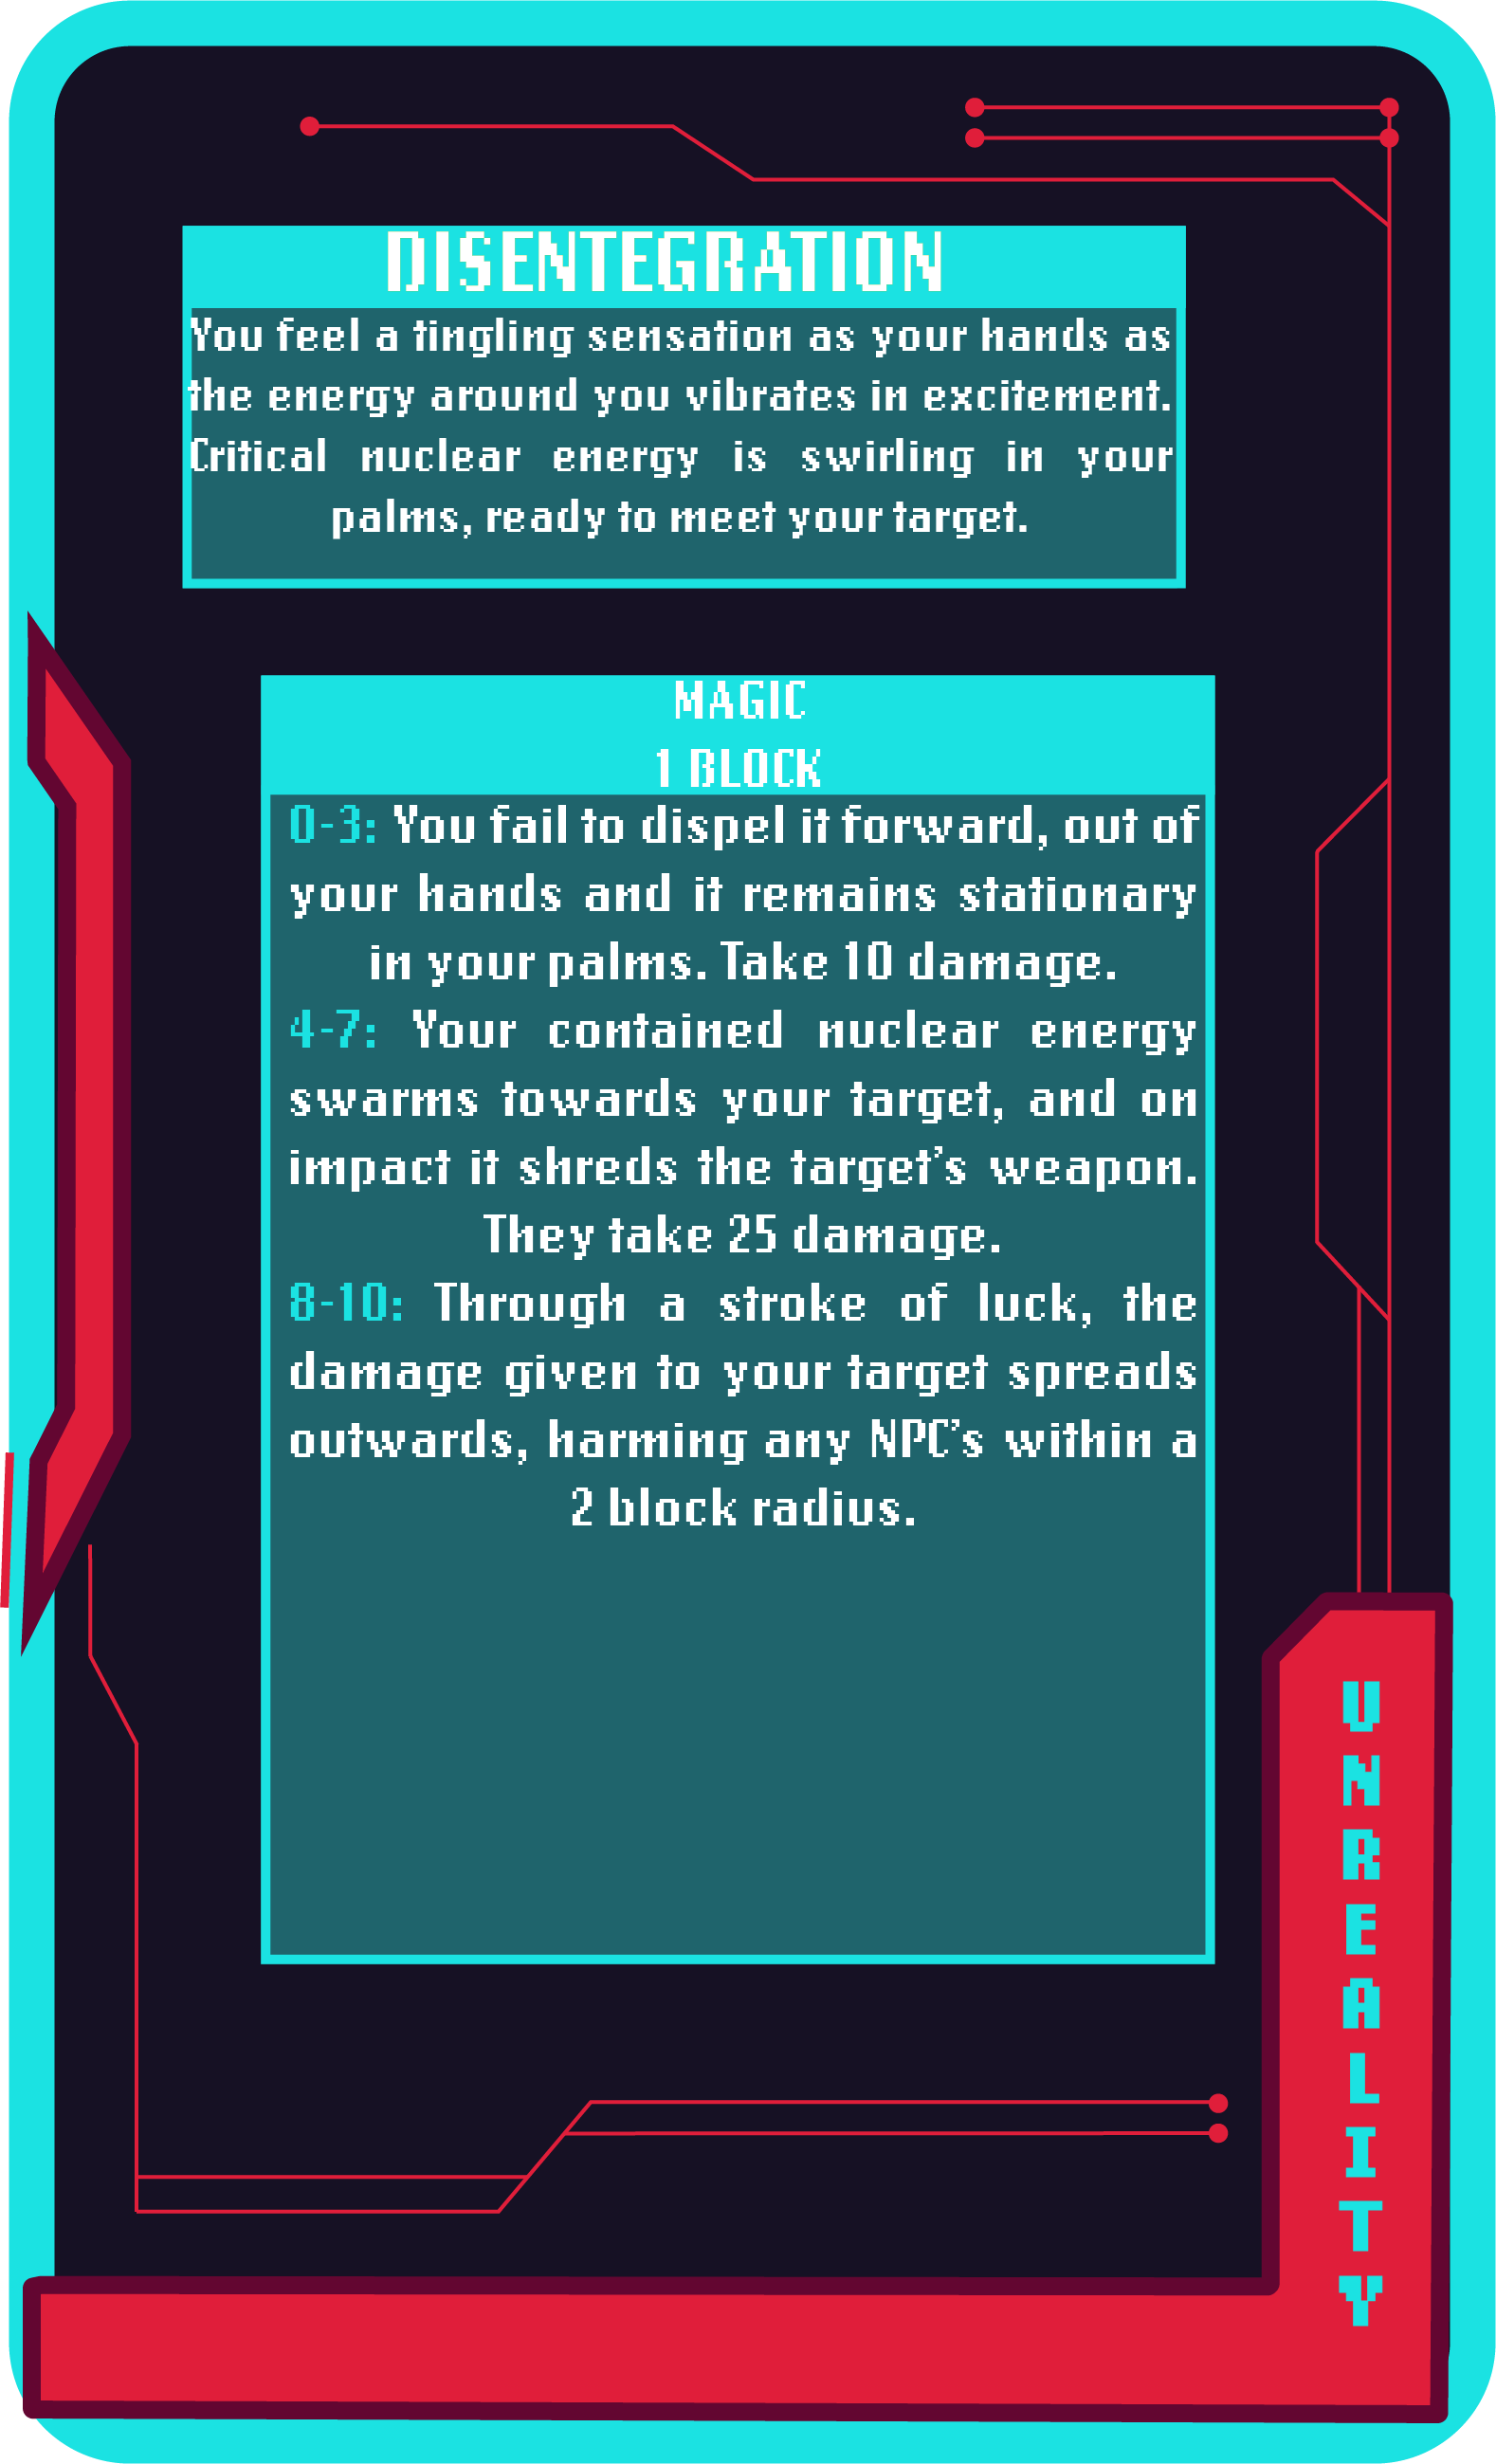 DISENTEGRATION
You feel a tingling sensation as your hands as
the energy around you vibrates in excitement.
Critical nuclear energy is swirling in your
palms, ready to meet your target.
MAGIC
1 BLOCK
0-3: You fail to dispel it forward, out of
your hands and it remains stationary
in your palms. Take 10 damage.
4-7: Your contained nuclear energy
swarms towards your target, and on
impact it shreds the target's weapon.
They take 25 damage.
8-10: Through a stroke of luck, the
damage given to your target spreads
outwards, harming any NPC's within a
2 block radius.
UNREALITY